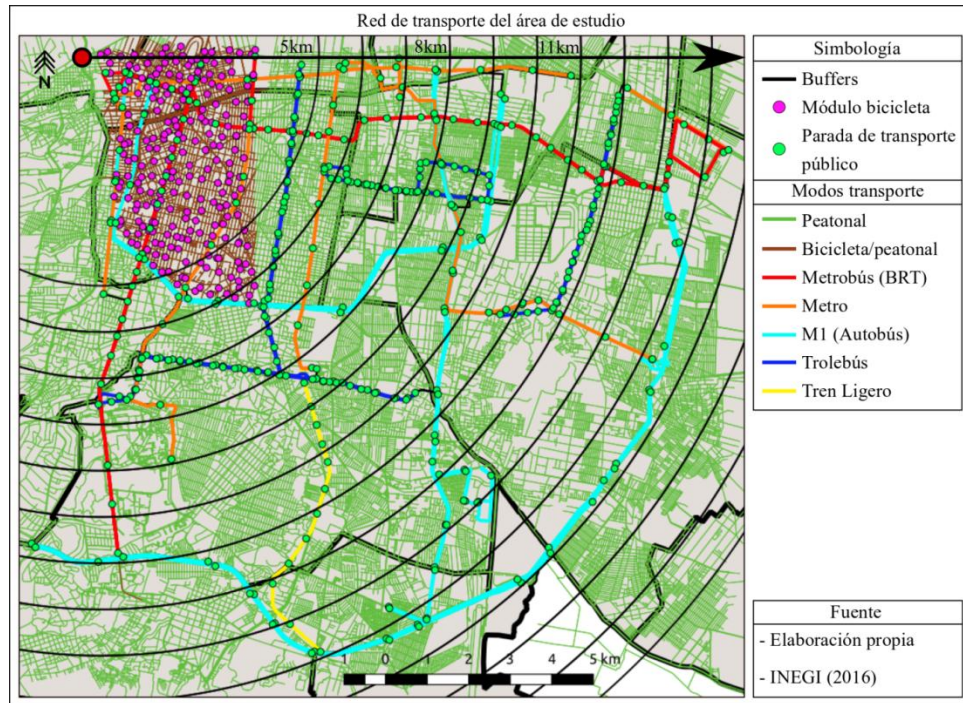 Red de transporte del área de estudio
5km 8km 11km
N
1 0 1 2 3 4 5 km
Simbología
Buffers
Módulo bicicleta
Parada de transporte
público
Modos transporte
Peatonal
Bicicleta/peatonal
Metrobús (BRT)
Metro
M1 (Autobús)
Trolebús
Tren Ligero
Fuente
- Elaboración propia
- INEGI (2016)